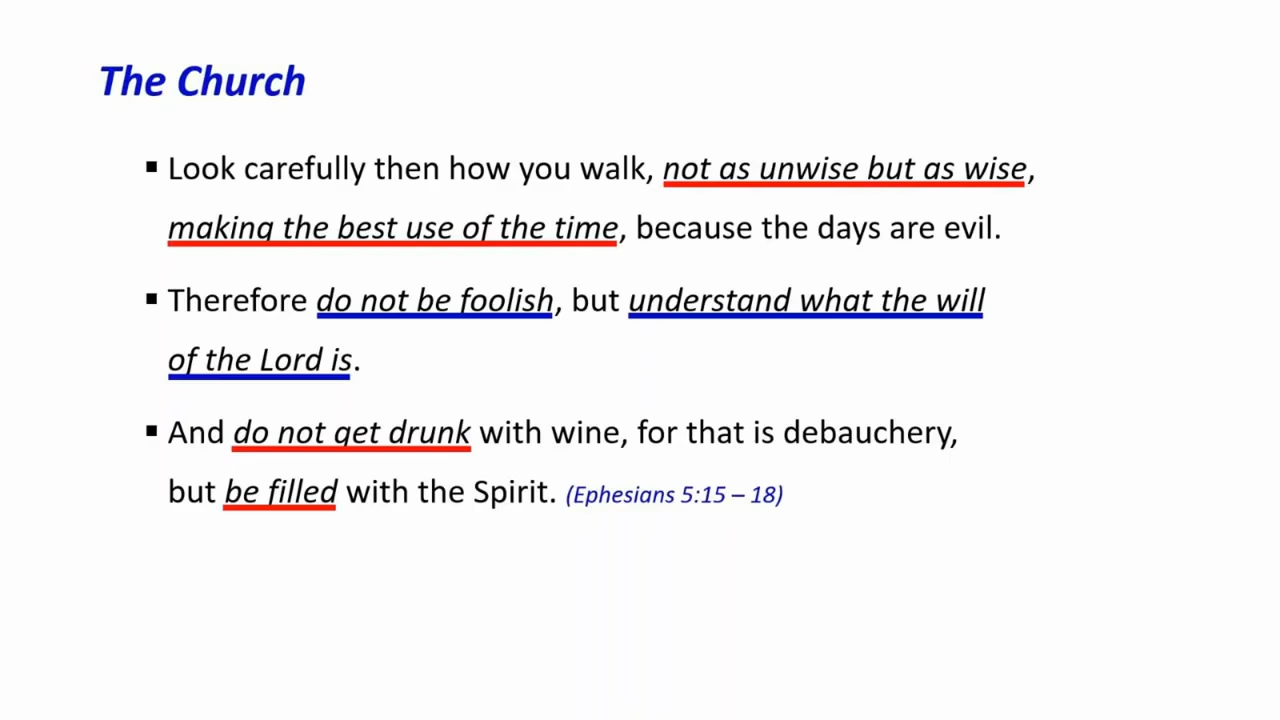 The Church
▪ Look carefully then how you walk, not as unwise but as wise,
making the best use of the time, because the days are evil.
▪ Therefore do not be foolish, but understand what the will
of the Lord is.
▪ And do not get drunk with wine, for that is debauchery,
but be filled with the Spirit. (Ephesians 5:15 – 18)